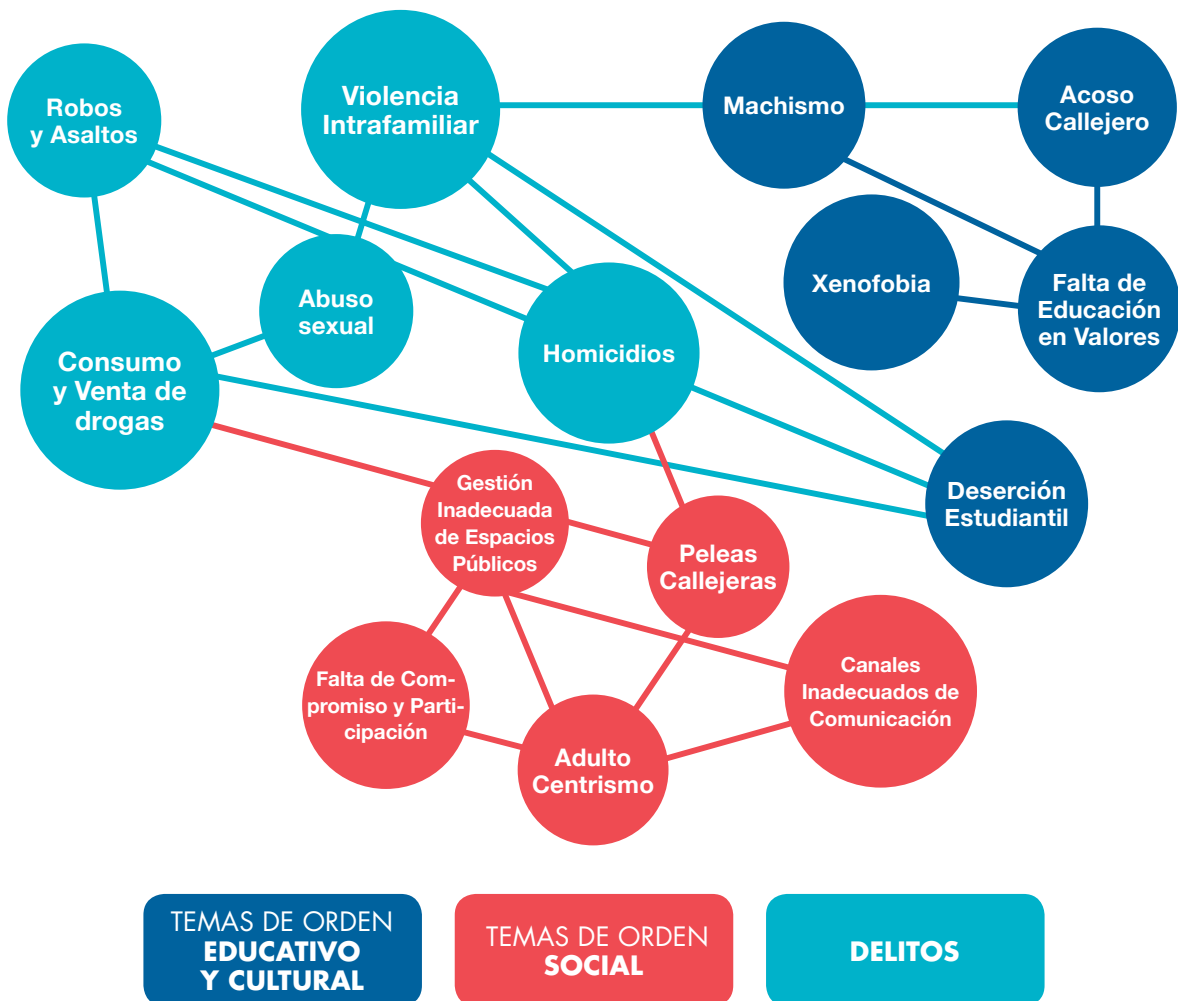 Robos
y Asaltos
Violencia
Intrafamiliar
Machismo
Acoso
Callejero
Xenofobia
Falta de
Educación
en Valores
Abuso
sexual
Homicidios
Consumo
y Venta de
drogas
Deserción
Estudiantil
Gestión
Inadecuada
de Espacios
Públicos
Peleas
Callejeras
Falta de Com-
promiso y Parti-
cipación
Canales
Inadecuados de
Comunicación
Adulto
Centrismo
TEMAS DE ORDEN
EDUCATIVO
Y CULTURAL
TEMAS DE ORDEN
SOCIAL
DELITOS